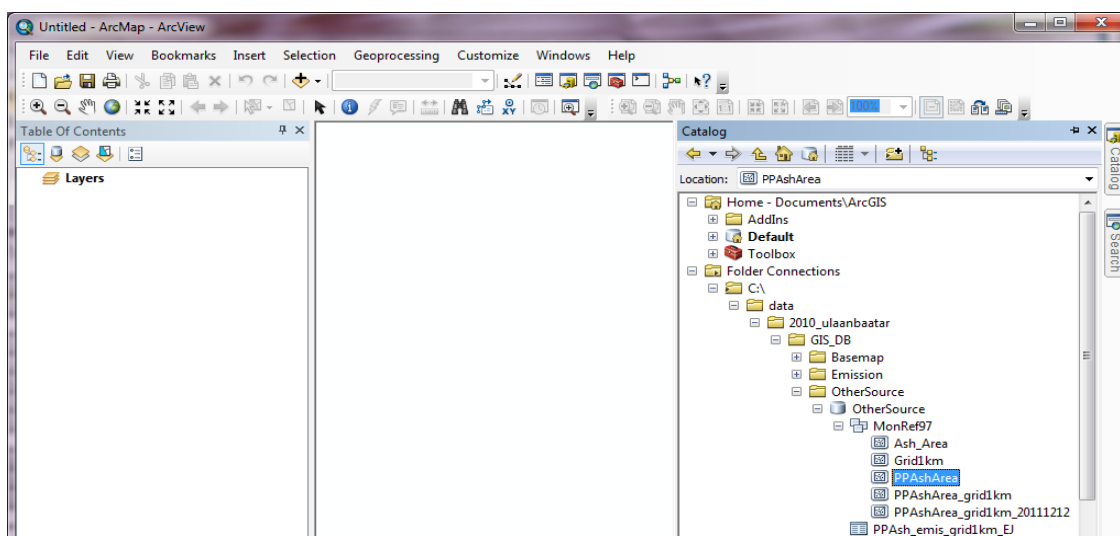 Untitled - ArcMap - ArcView
File Edit View Bookmarks Insert Selection Geoprocessing Customize Windows Help
100%
Table Of Contents
Layers
Catalog
Location: PPAshArea
Home - Documents\ArcGIS
AddIns
Default
Toolbox
Folder Connections
C:\
data
2010_ulaanbaatar
GIS_DB
Basemap
Emission
OtherSource
OtherSource
MonRef97
Ash_Area
Grid1km
PPAshArea
PPAshArea_grid1km
PPAshArea_grid1km_20111212
PPAsh_emis_grid1km_EJ
Catalog
Search